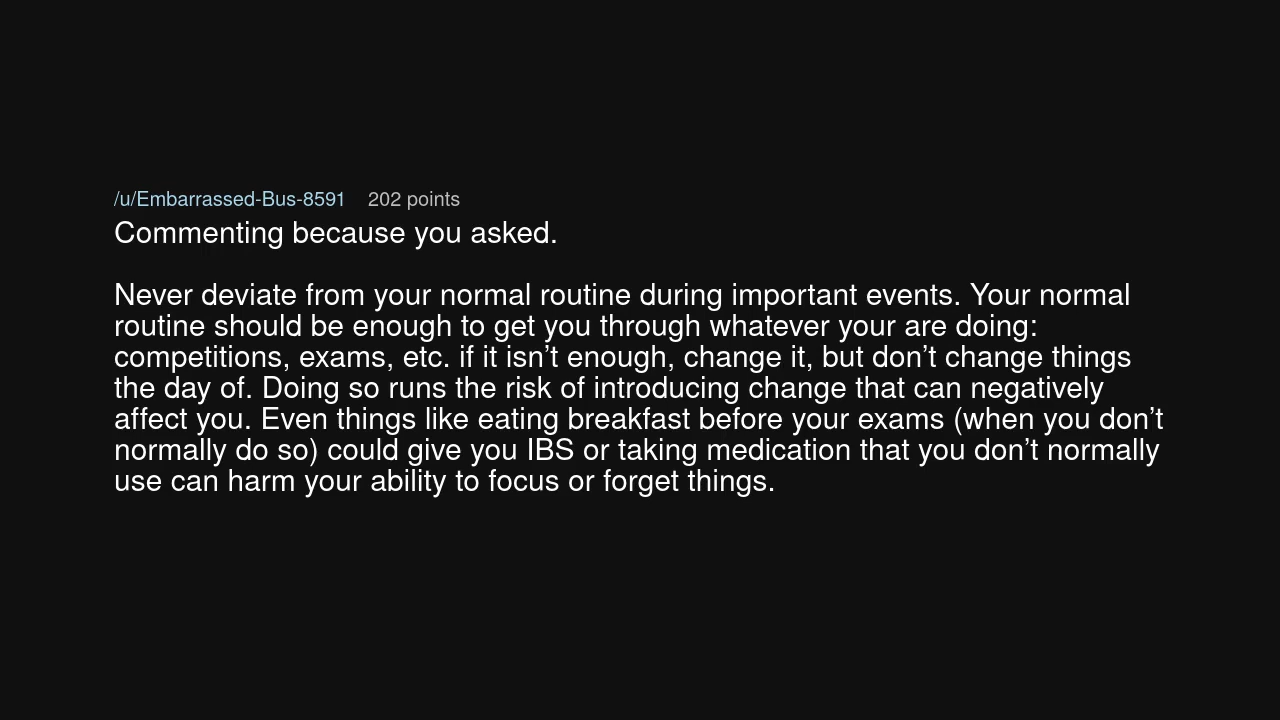 /u/Embarrassed-Bus-8591 202 points
Commenting because you asked.
Never deviate from your normal routine during important events. Your normal
routine should be enough to get you through whatever your are doing:
competitions, exams, etc. if it isn’t enough, change it, but don’t change things
the day of. Doing so runs the risk of introducing change that can negatively
affect you. Even things like eating breakfast before your exams (when you don’t
normally do so) could give you IBS or taking medication that you don’t normally
use can harm your ability to focus or forget things.